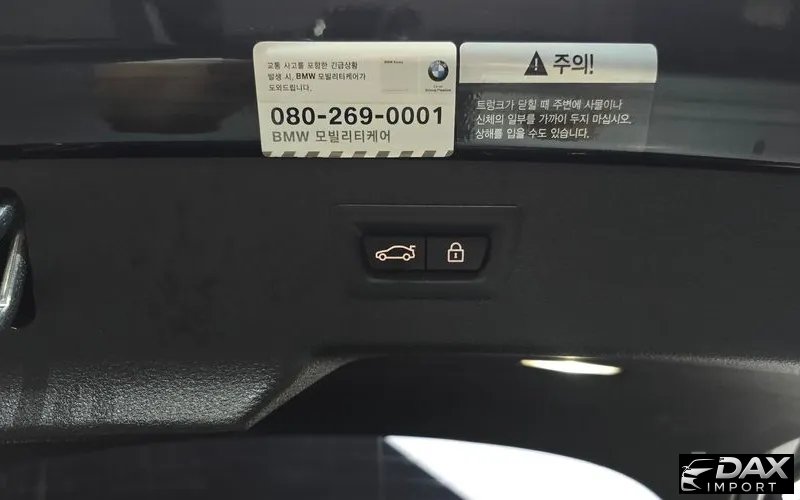 교통 사고를 포함한 긴급상황
발생 시, BMW 모빌리티케어가
도와드립니다.
080-269-0001
BMW 모빌리티케어
주의!
트렁크가 닫힐 때 주변에 사물이나
신체의 일부를 가까이 두지 마십시오.
상해를 입을 수도 있습니다.
DAX
IMPORT